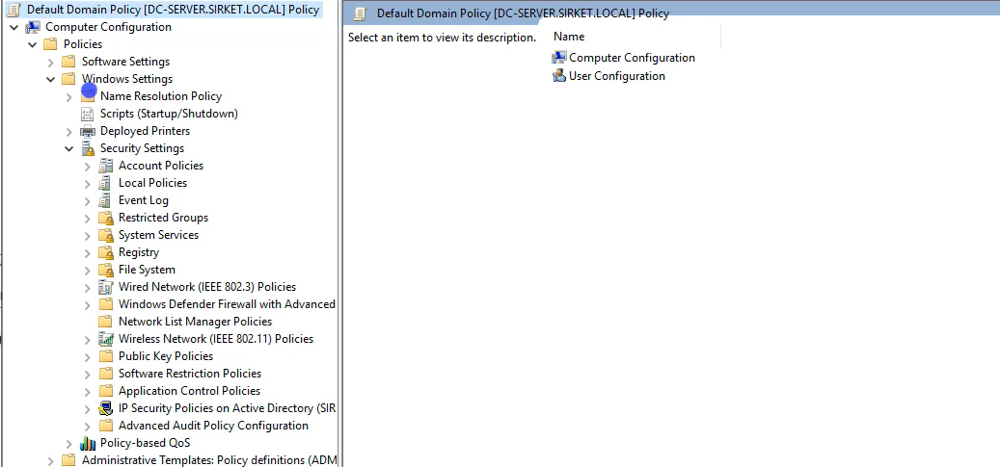 Default Domain Policy [DC-SERVER.SIRKET.LOCAL] Policy
Computer Configuration
Policies
Software Settings
Windows Settings
Name Resolution Policy
Scripts (Startup/Shutdown)
Deployed Printers
Security Settings
Account Policies
Local Policies
Event Log
Restricted Groups
System Services
Registry
File System
Wired Network (IEEE 802.3) Policies
Windows Defender Firewall with Advanced
Network List Manager Policies
Wireless Network (IEEE 802.11) Policies
Public Key Policies
Software Restriction Policies
Application Control Policies
IP Security Policies on Active Directory (SIR
Advanced Audit Policy Configuration
Policy-based QoS
Administrative Templates: Policy definitions (ADM
Default Domain Policy [DC-SERVER.SIRKET.LOCAL] Policy
Select an item to view its description.
Name
Computer Configuration
User Configuration